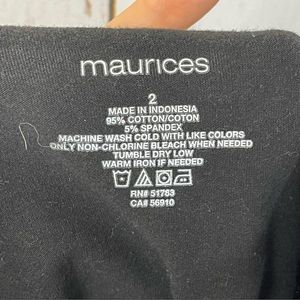 maurices
2
MADE IN INDONESIA
95% COTTON/COTON
5% SPANDEX
MACHINE WASH COLD WITH LIKE COLORS
ONLY NON-CHLORINE BLEACH WHEN NEEDED
TUMBLE DRY LOW
WARM IRON IF NEEDED
RN# 51783
CA# 56910